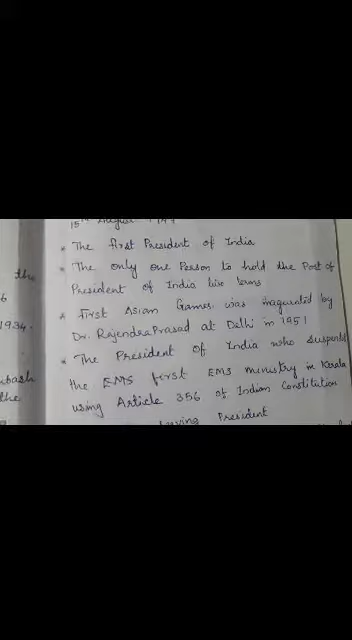 15th August 1947
* The first President of India
the * The only one Person to hold the Post of
6 President of India two terms
* First Asian Games was inagurated by
1934. Dr. Rajendra Prasad at Delhi in 1951
* The President of India who suspends
ubash the EMS first EMS ministry in Kerala
the using Article 356 of Indian Constitution
serving President